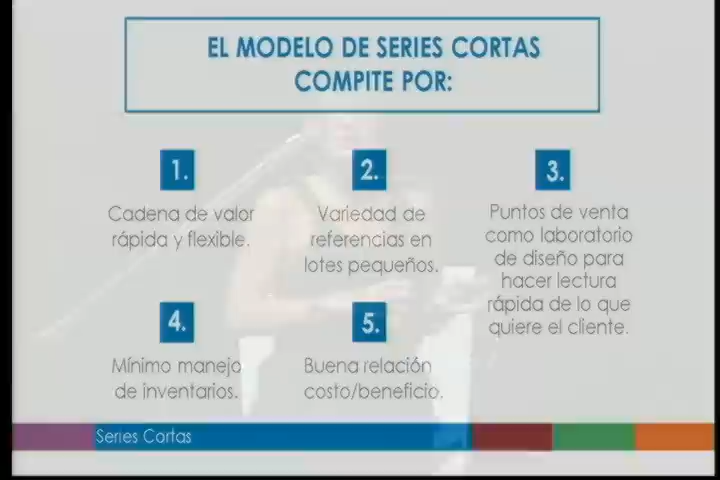 EL MODELO DE SERIES CORTAS
COMPITE POR:
1.
Cadena de valor
rápida y flexible.
2.
Variedad de
referencias en
lotes pequeños.
3.
Puntos de venta
como laboratorio
de diseño para
hacer lectura
rápida de lo que
quiere el cliente.
4.
Mínimo manejo
de inventarios.
5.
Buena relación
costo/beneficio.
Series Cortas